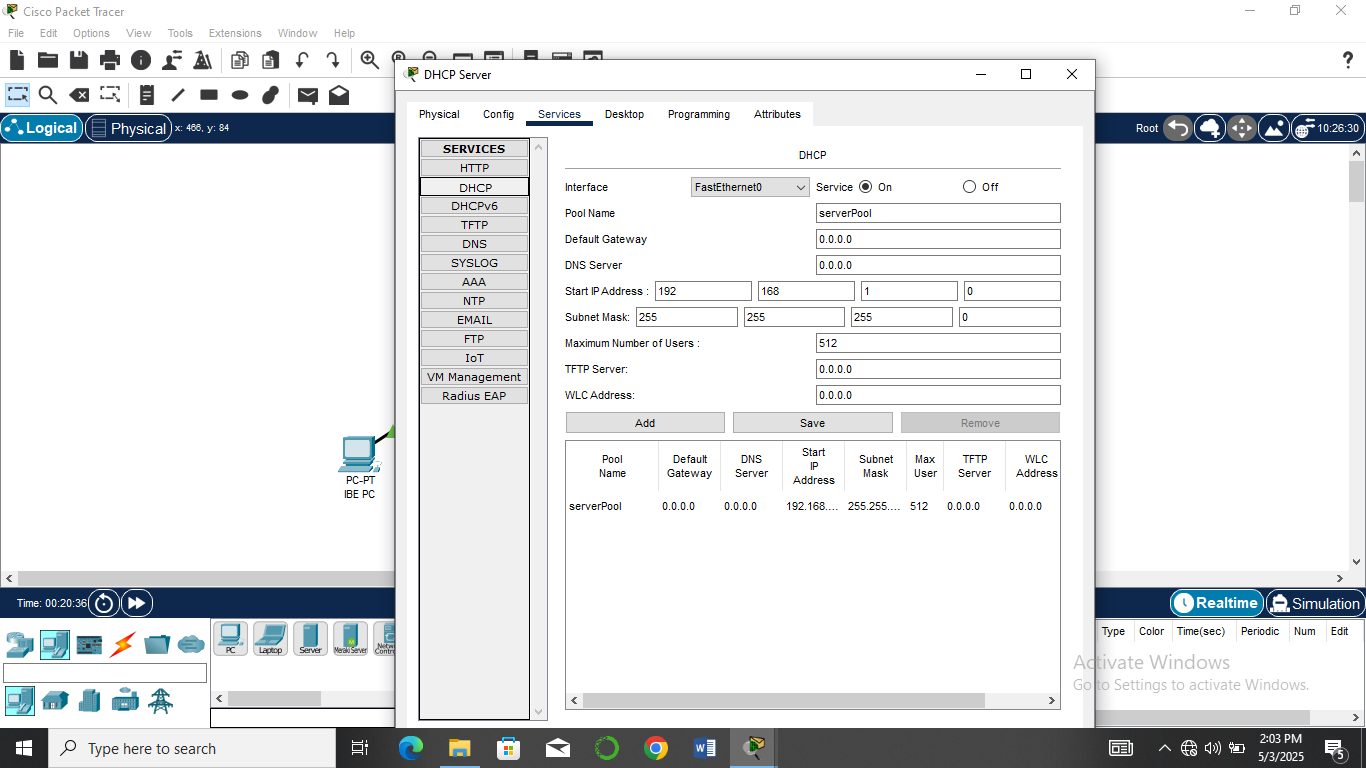 Cisco Packet Tracer
File Edit Options View Tools Extensions Window Help
?
DHCP Server
Logical Physical x: 466, y: 84
Root 10:26:30
Physical Config Services Desktop Programming Attributes
SERVICES
HTTP
DHCP
DHCPv6
TFTP
DNS
SYSLOG
AAA
NTP
EMAIL
FTP
IoT
VM Management
Radius EAP
DHCP
Interface FastEthernet0 Service On Off
Pool Name serverPool
Default Gateway 0.0.0.0
DNS Server 0.0.0.0
Start IP Address : 192 168 1 0
Subnet Mask: 255 255 255 0
Maximum Number of Users : 512
TFTP Server: 0.0.0.0
WLC Address: 0.0.0.0
Add Save Remove
Pool Name Default Gateway DNS Server Start IP Address Subnet Mask Max User TFTP Server WLC Address
serverPool 0.0.0.0 0.0.0.0 192.168.... 255.255.... 512 0.0.0.0 0.0.0.0
PC-PT
IBE PC
Time: 00:20:36
Realtime Simulation
PC Laptop Server Meraki Server
Type Color Time(sec) Periodic Num Edit
Activate Windows
Go to Settings to activate Windows.
Type here to search
2:03 PM
5/3/2025
5